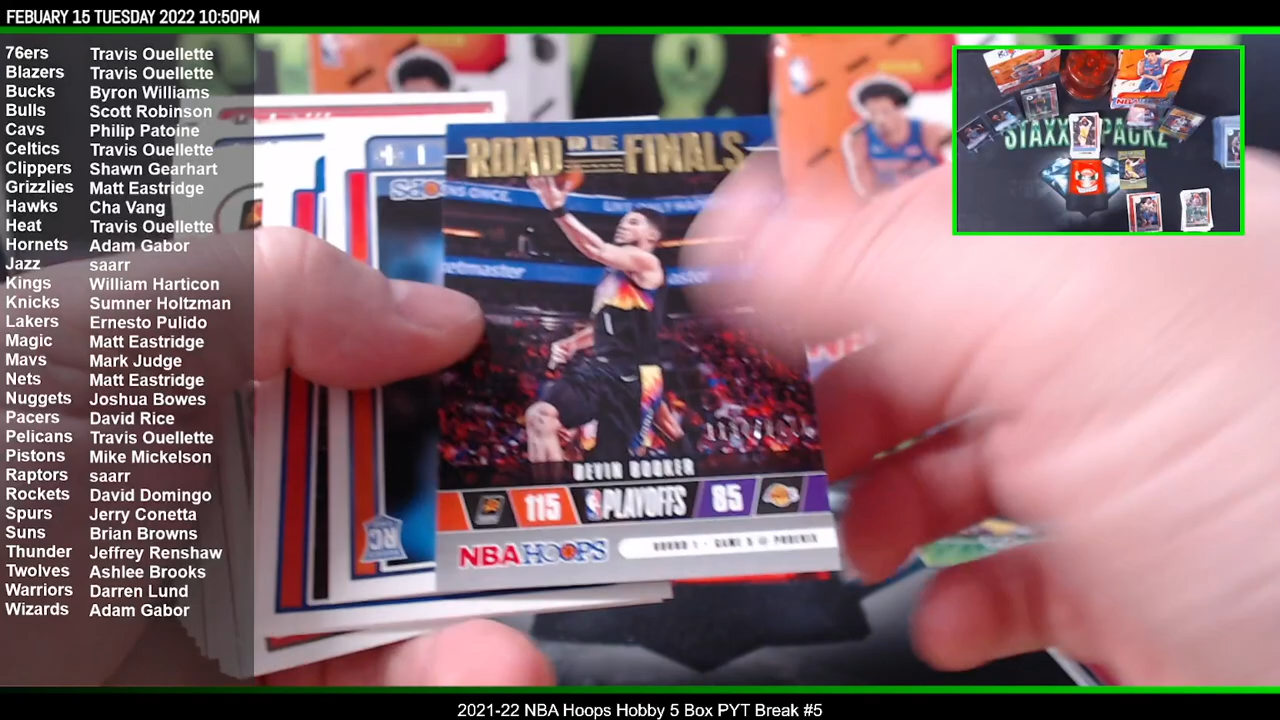 FEBUARY 15 TUESDAY 2022 10:50PM
76ers Travis Ouellette
Blazers Travis Ouellette
Bucks Byron Williams
Bulls Scott Robinson
Cavs Philip Patoine
Celtics Travis Ouellette
Clippers Shawn Gearhart
Grizzlies Matt Eastridge
Hawks Cha Vang
Heat Travis Ouellette
Hornets Adam Gabor
Jazz saarr
Kings William Harticon
Knicks Sumner Holtzman
Lakers Ernesto Pulido
Magic Matt Eastridge
Mavs Mark Judge
Nets Matt Eastridge
Nuggets Joshua Bowes
Pacers David Rice
Pelicans Travis Ouellette
Pistons Mike Mickelson
Raptors saarr
Rockets David Domingo
Spurs Jerry Conetta
Suns Brian Browns
Thunder Jeffrey Renshaw
Twolves Ashlee Brooks
Warriors Darren Lund
Wizards Adam Gabor
ROAD TO THE FINALS
DEVIN BOOKER
115 PLAYOFFS 85
NBA HOOPS
ROUND 1 • GAME 5 @ PHOENIX
RC
2021-22 NBA Hoops Hobby 5 Box PYT Break #5